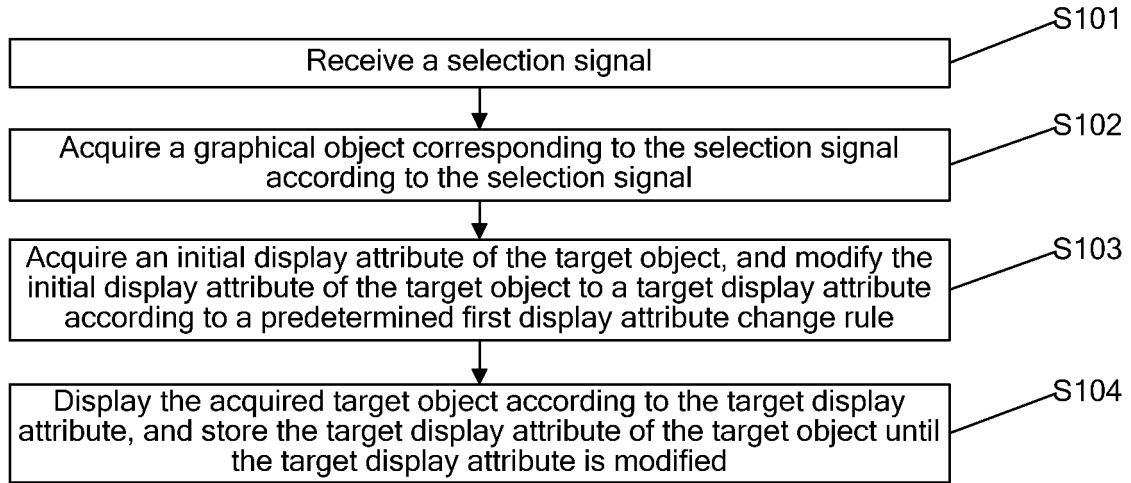 S101
Receive a selection signal
S102
Acquire a graphical object corresponding to the selection signal
according to the selection signal
S103
Acquire an initial display attribute of the target object, and modify the
initial display attribute of the target object to a target display attribute
according to a predetermined first display attribute change rule
S104
Display the acquired target object according to the target display
attribute, and store the target display attribute of the target object until
the target display attribute is modified